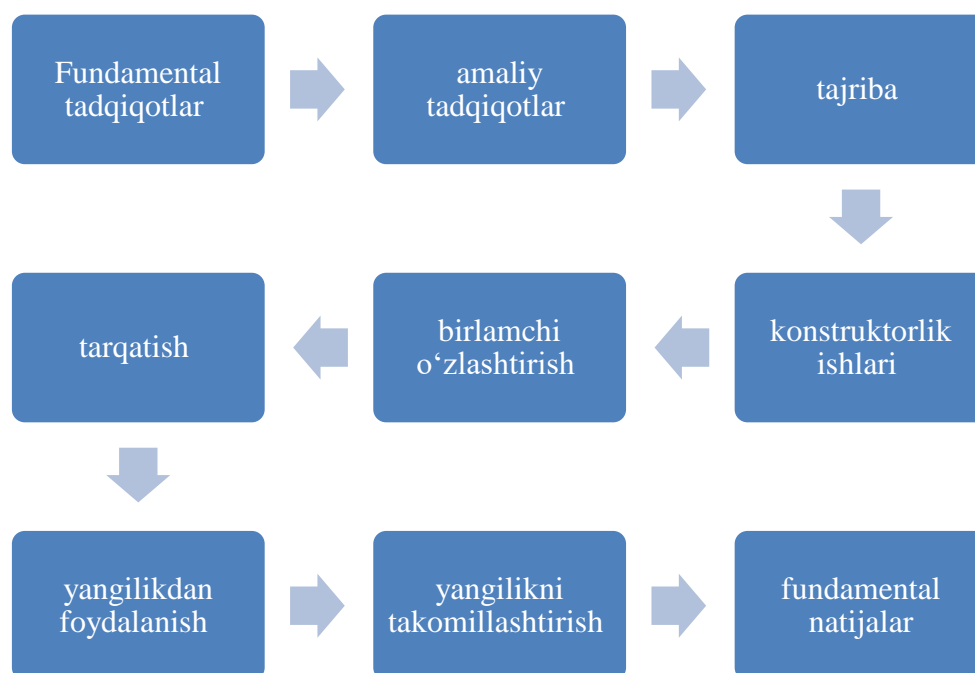 Fundamental
tadqiqotlar
amaliy
tadqiqotlar
tajriba
konstruktorlik
ishlari
birlamchi
o‘zlashtirish
tarqatish
yangilikdan
foydalanish
yangilikni
takomillashtirish
fundamental
natijalar